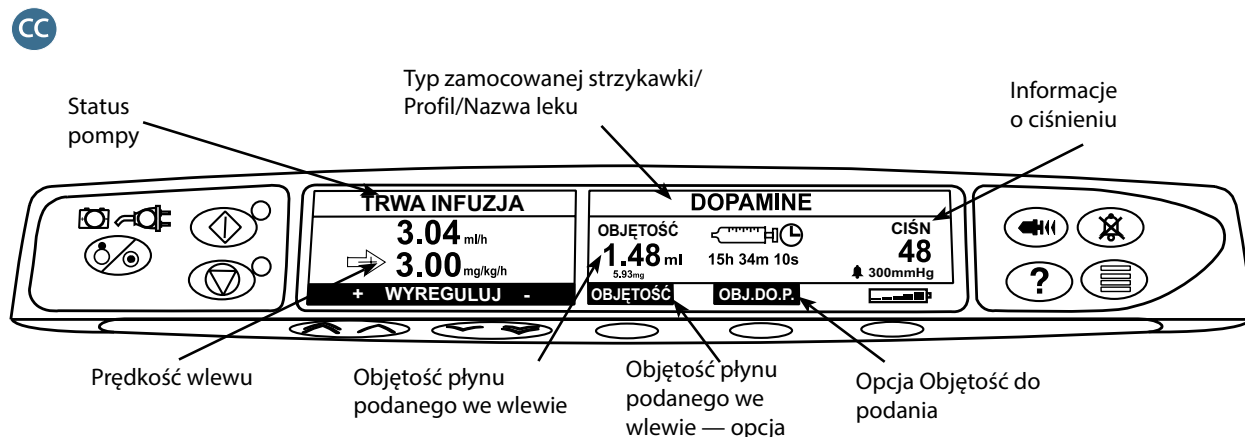 CC
Typ zamocowanej strzykawki/
Profil/Nazwa leku
Status
pompy
Informacje
o ciśnieniu
TRWA INFUZJA
3.04 ml/h
3.00 mg/kg/h
+ WYREGULUJ -
DOPAMINE
OBJĘTOŚĆ
1.48 ml
5.93mg
15h 34m 10s
CIŚN
48
300mmHg
OBJĘTOŚĆ
OBJ.DO.P.
?
Prędkość wlewu
Objętość płynu
podanego we wlewie
Objętość płynu
podanego we
wlewie — opcja
Opcja Objętość do
podania